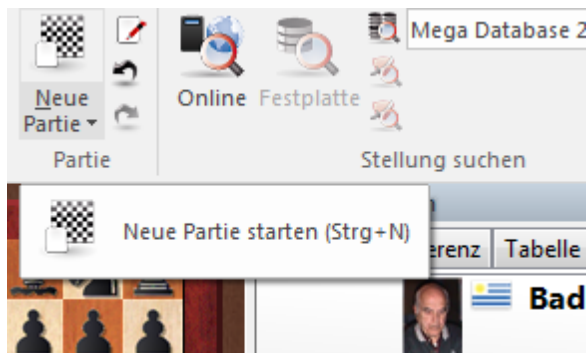 Mega Database 2
Neue
Partie
Online
Festplatte
Partie
Stellung suchen
Neue Partie starten (Strg+N)
erenz
Tabelle
Bad